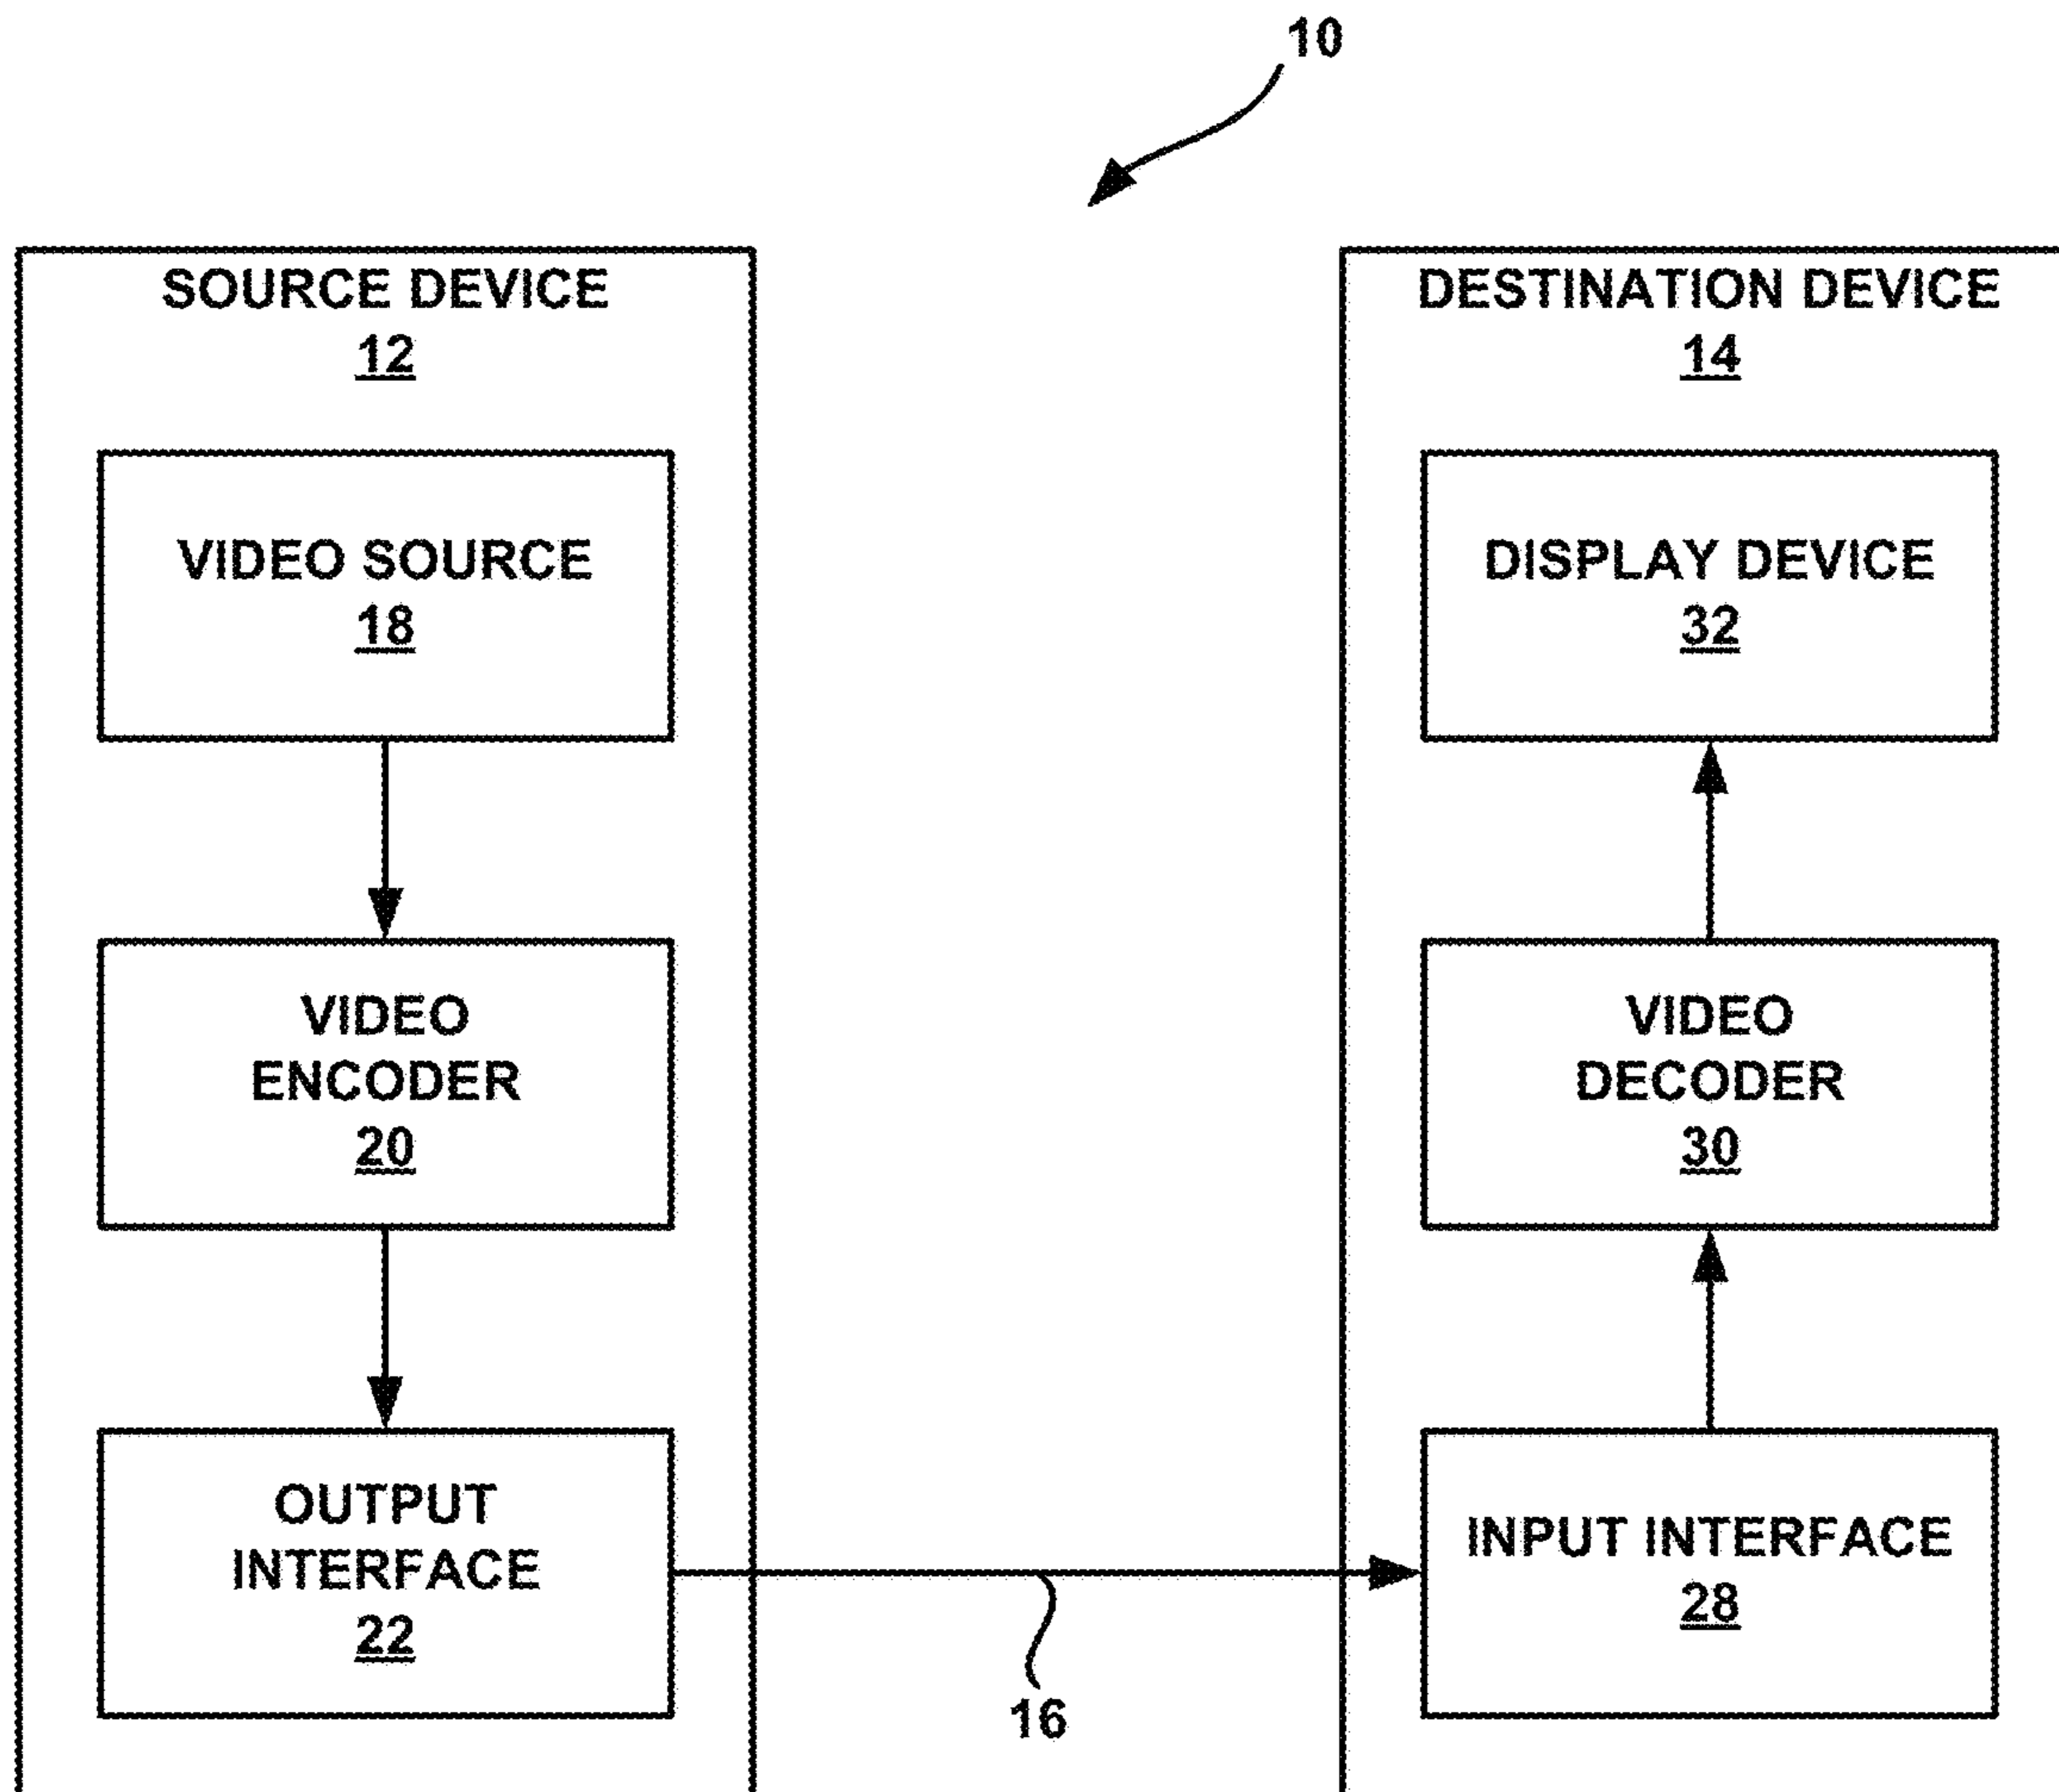 10
SOURCE DEVICE
12
VIDEO SOURCE
18
VIDEO
ENCODER
20
OUTPUT
INTERFACE
22
16
DESTINATION DEVICE
14
DISPLAY DEVICE
32
VIDEO
DECODER
30
INPUT INTERFACE
28